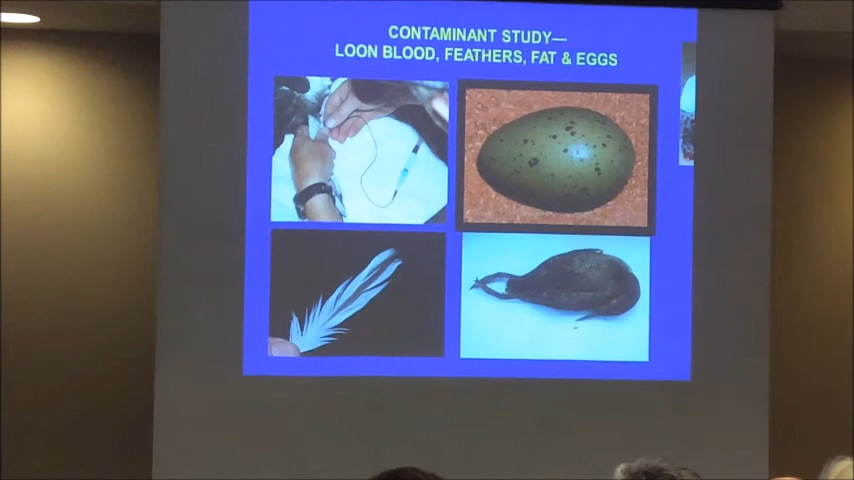 CONTAMINANT STUDY—
LOON BLOOD, FEATHERS, FAT & EGGS